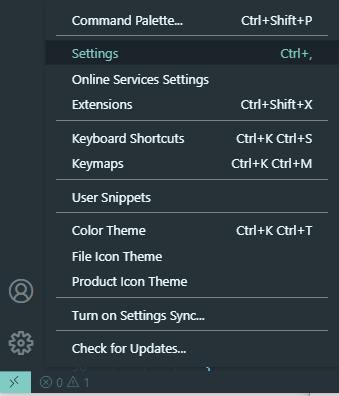 Command Palette... Ctrl+Shift+P
Settings Ctrl+,
Online Services Settings
Extensions Ctrl+Shift+X
Keyboard Shortcuts Ctrl+K Ctrl+S
Keymaps Ctrl+K Ctrl+M
User Snippets
Color Theme Ctrl+K Ctrl+T
File Icon Theme
Product Icon Theme
Turn on Settings Sync...
Check for Updates...
0 1